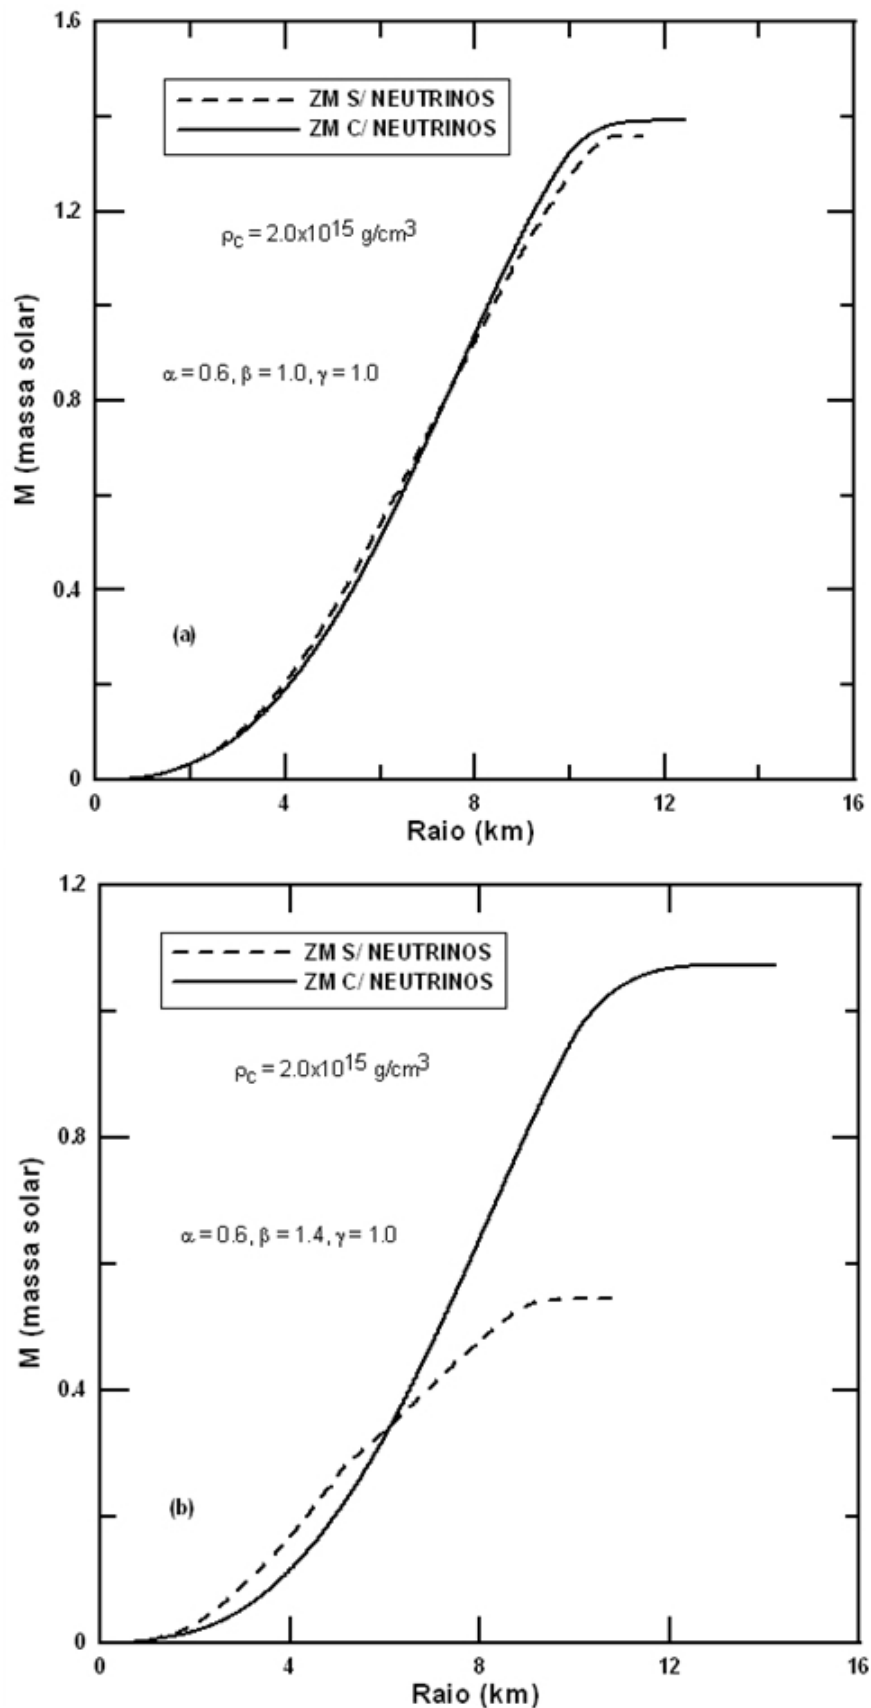 1.6
ZM S/ NEUTRINOS
ZM C/ NEUTRINOS
1.2
ρc = 2.0x10^15 g/cm^3
α = 0.6, β = 1.0, γ = 1.0
0.8
M (massa solar)
0.4
(a)
0
0 4 8 12 16
Raio (km)
1.2
ZM S/ NEUTRINOS
ZM C/ NEUTRINOS
ρc = 2.0x10^15 g/cm^3
0.8
α = 0.6, β = 1.4, γ = 1.0
M (massa solar)
0.4
(b)
0
0 4 8 12 16
Raio (km)